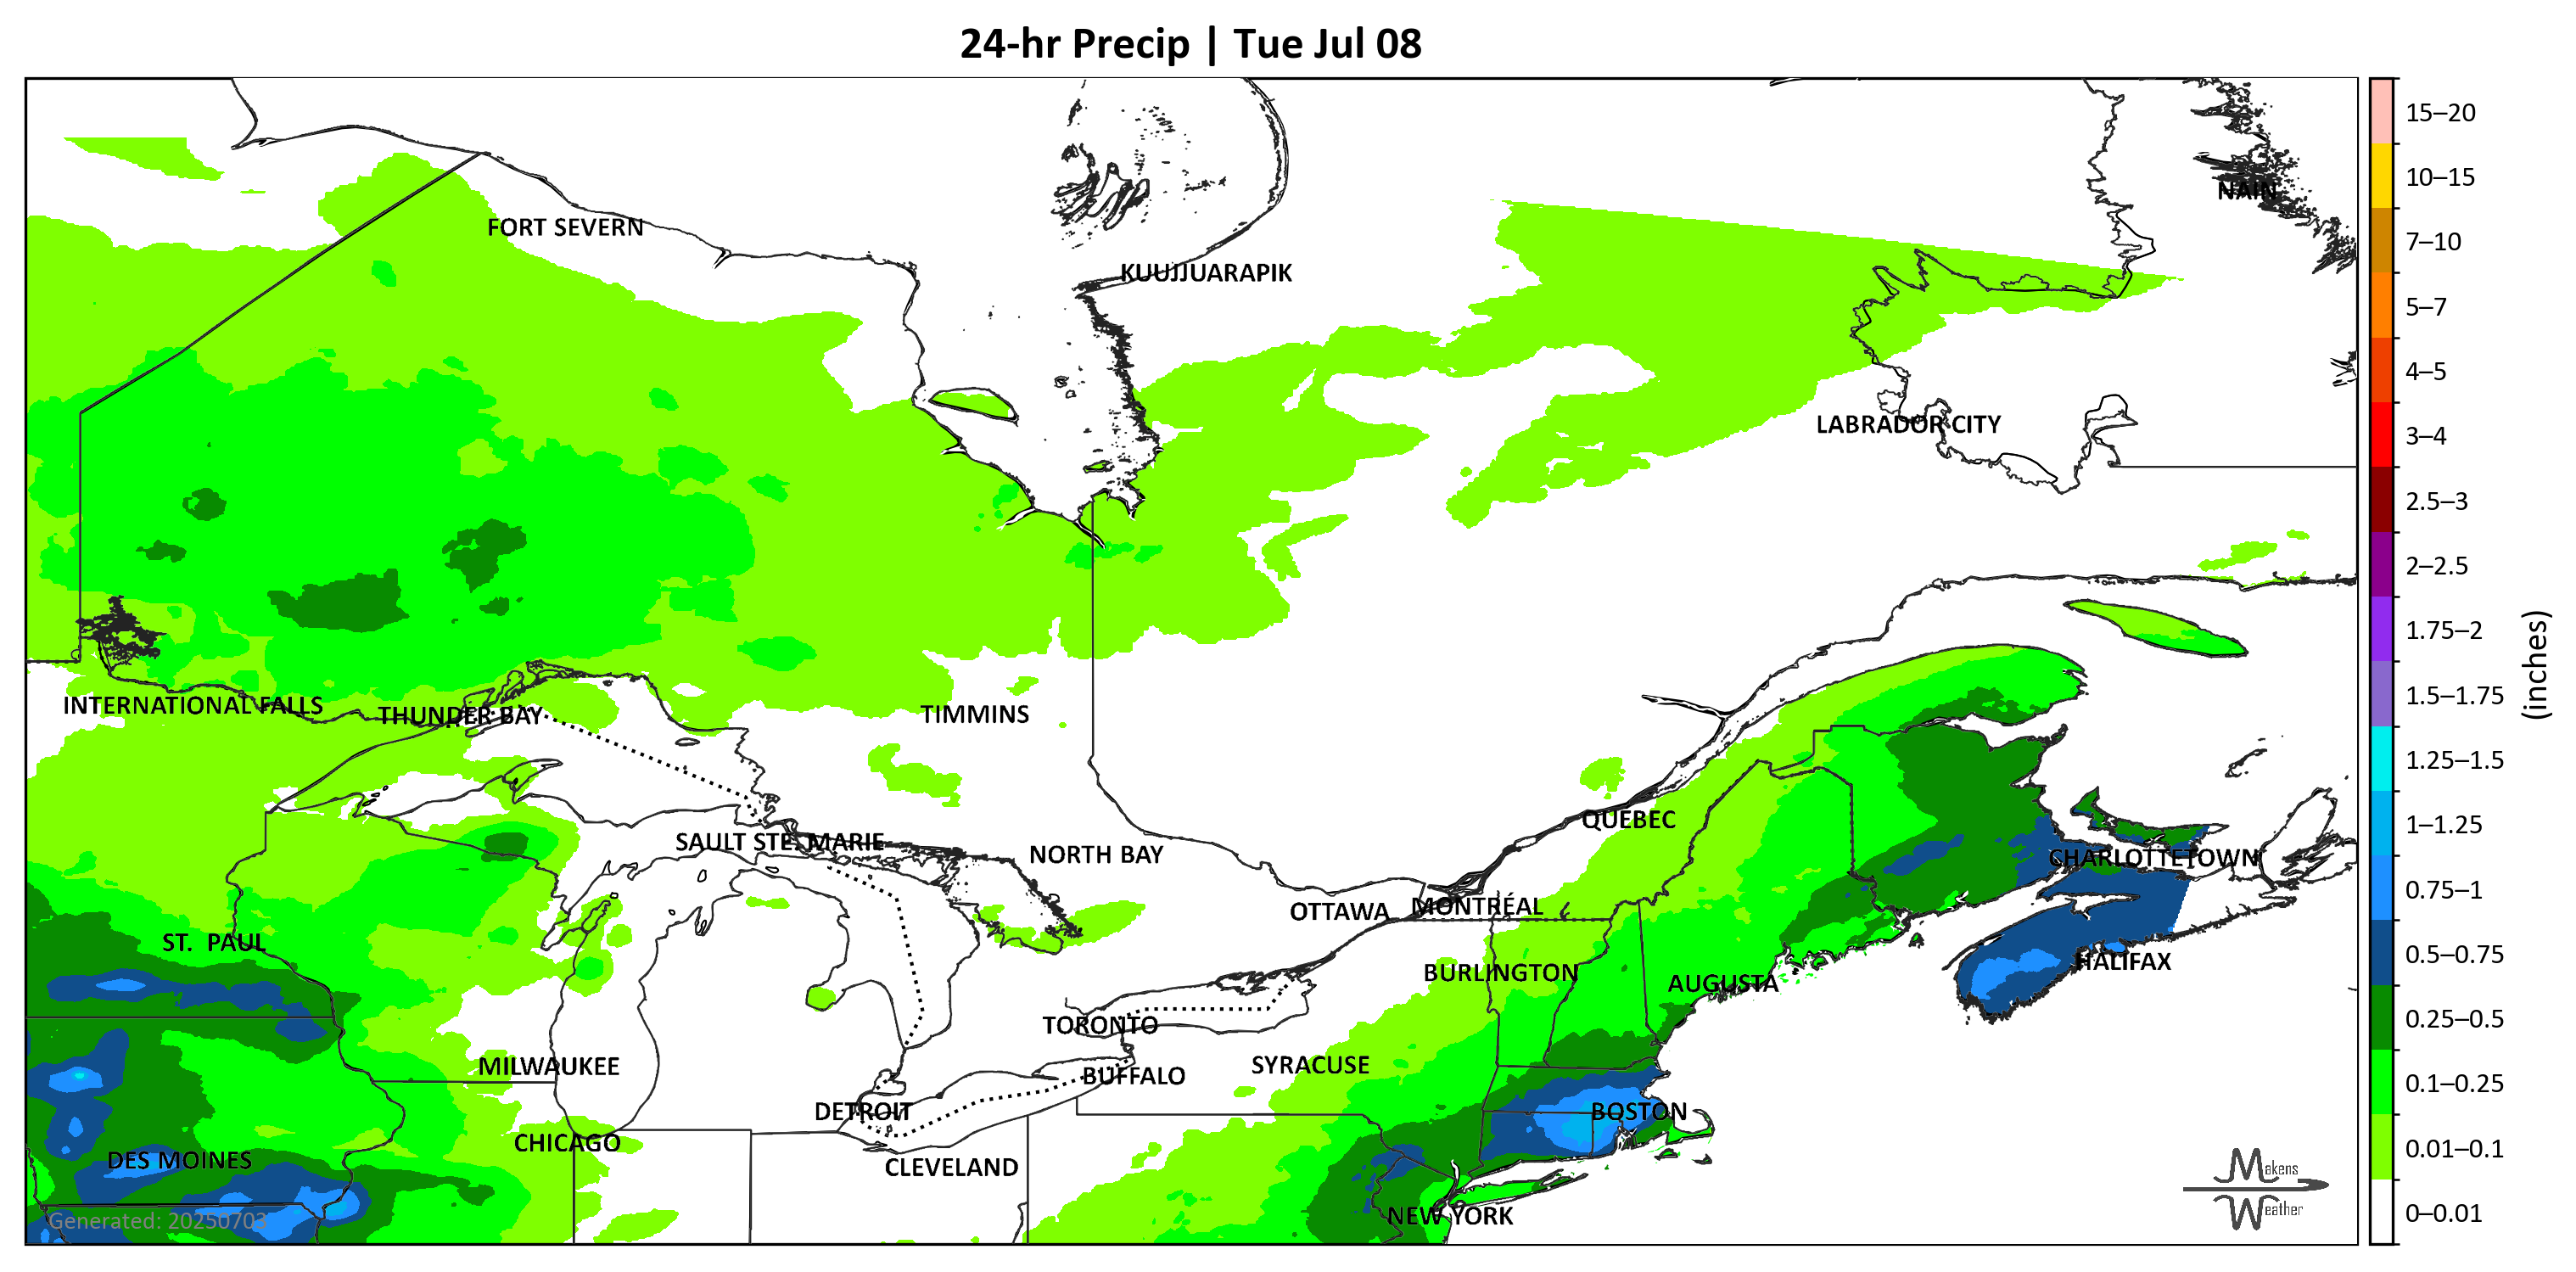 24-hr Precip | Tue Jul 08
15–20
10–15
NAIN
FORT SEVERN
7–10
KUUJJUARAPIK
5–7
4–5
LABRADOR CITY
3–4
2.5–3
2–2.5
1.75–2
(inches)
1.5–1.75
INTERNATIONAL FALLS
THUNDER BAY
TIMMINS
1.25–1.5
QUEBEC
1–1.25
SAULT STE. MARIE
NORTH BAY
CHARLOTTETOWN
0.75–1
OTTAWA
MONTRÉAL
ST. PAUL
0.5–0.75
HALIFAX
BURLINGTON
AUGUSTA
0.25–0.5
TORONTO
MILWAUKEE
SYRACUSE
BUFFALO
0.1–0.25
DETROIT
BOSTON
CHICAGO
0.01–0.1
DES MOINES
CLEVELAND
Makens
Weather
0–0.01
NEW YORK
Generated: 20250703